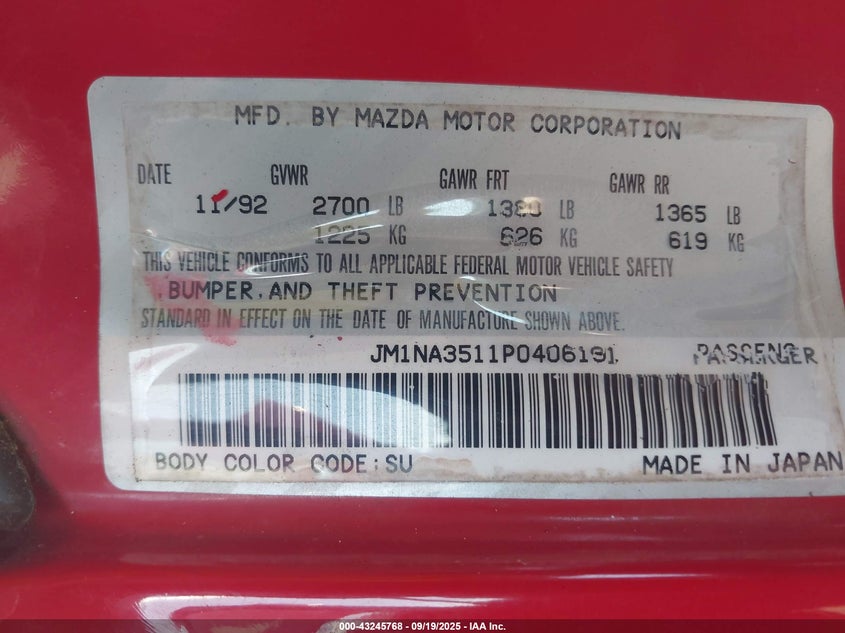 MFD. BY MAZDA MOTOR CORPORATION
DATE GVWR GAWR FRT GAWR RR
11/92 2700 LB 1380 LB 1365 LB
1225 KG 626 KG 619 KG
THIS VEHICLE CONFORMS TO ALL APPLICABLE FEDERAL MOTOR VEHICLE SAFETY
BUMPER, AND THEFT PREVENTION
STANDARD IN EFFECT ON THE DATE OF MANUFACTURE SHOWN ABOVE.
JM1NA3511P0406191 PASSENGER
BODY COLOR CODE: SU MADE IN JAPAN
000-43245768 - 09/19/2025 - IAA Inc.